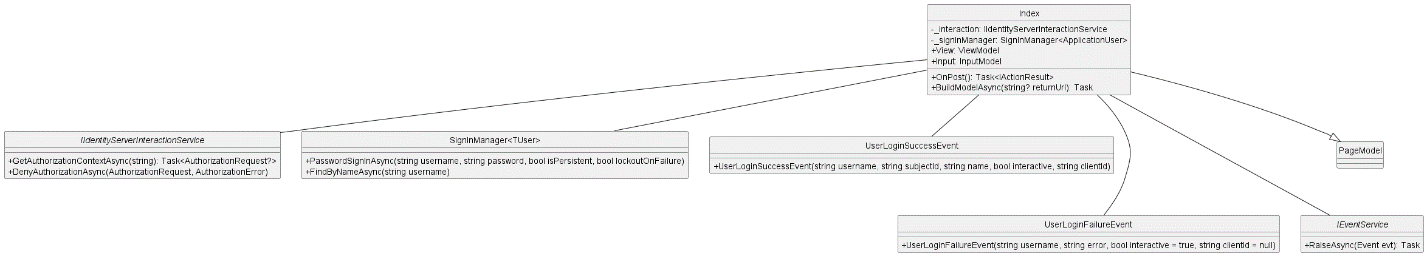 Index
-_interaction: IIdentityServerInteractionService
-_signInManager: SignInManager<ApplicationUser>
+View: ViewModel
+Input: InputModel
+OnPost(): Task<IActionResult>
+BuildModelAsync(string? returnUrl): Task
IIdentityServerInteractionService
+GetAuthorizationContextAsync(string): Task<AuthorizationRequest?>
+DenyAuthorizationAsync(AuthorizationRequest, AuthorizationError)
SignInManager<TUser>
+PasswordSignInAsync(string username, string password, bool isPersistent, bool lockoutOnFailure)
+FindByNameAsync(string username)
UserLoginSuccessEvent
+UserLoginSuccessEvent(string username, string subjectId, string name, bool interactive, string clientId)
PageModel
UserLoginFailureEvent
+UserLoginFailureEvent(string username, string error, bool interactive = true, string clientId = null)
IEventService
+RaiseAsync(Event evt): Task